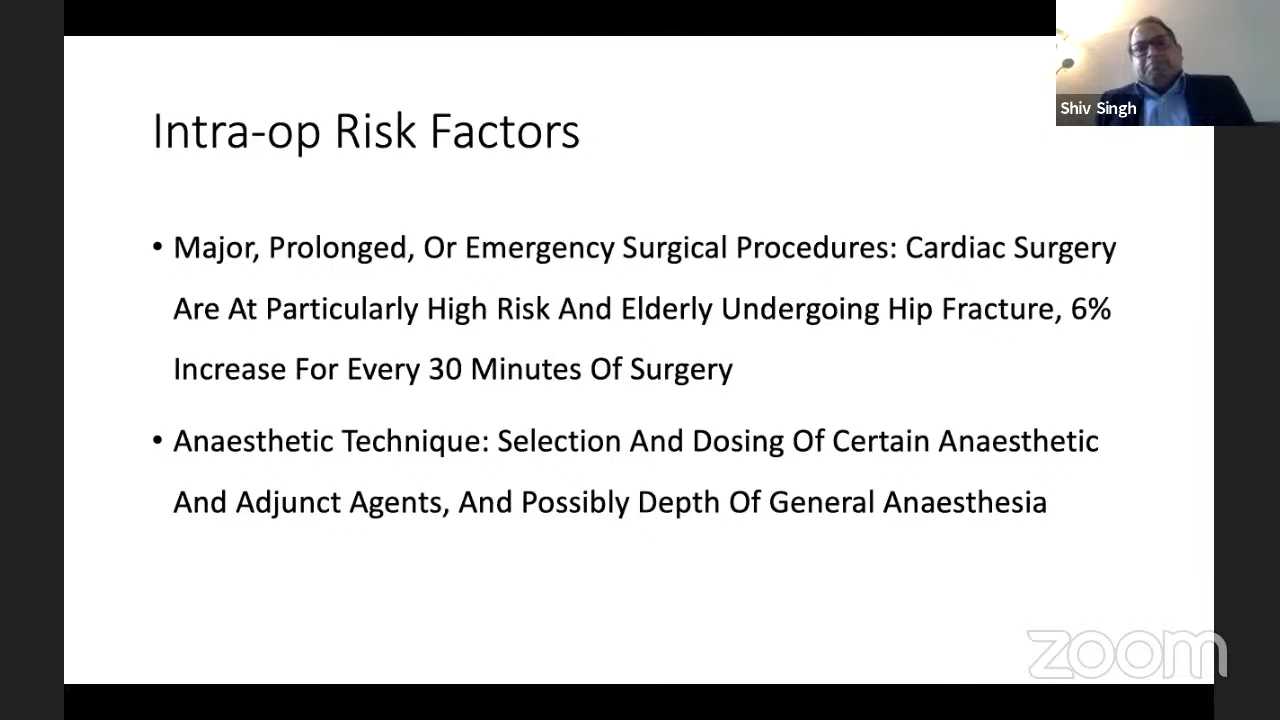 Shiv Singh
Intra-op Risk Factors
• Major, Prolonged, Or Emergency Surgical Procedures: Cardiac Surgery
Are At Particularly High Risk And Elderly Undergoing Hip Fracture, 6%
Increase For Every 30 Minutes Of Surgery
• Anaesthetic Technique: Selection And Dosing Of Certain Anaesthetic
And Adjunct Agents, And Possibly Depth Of General Anaesthesia
zoom